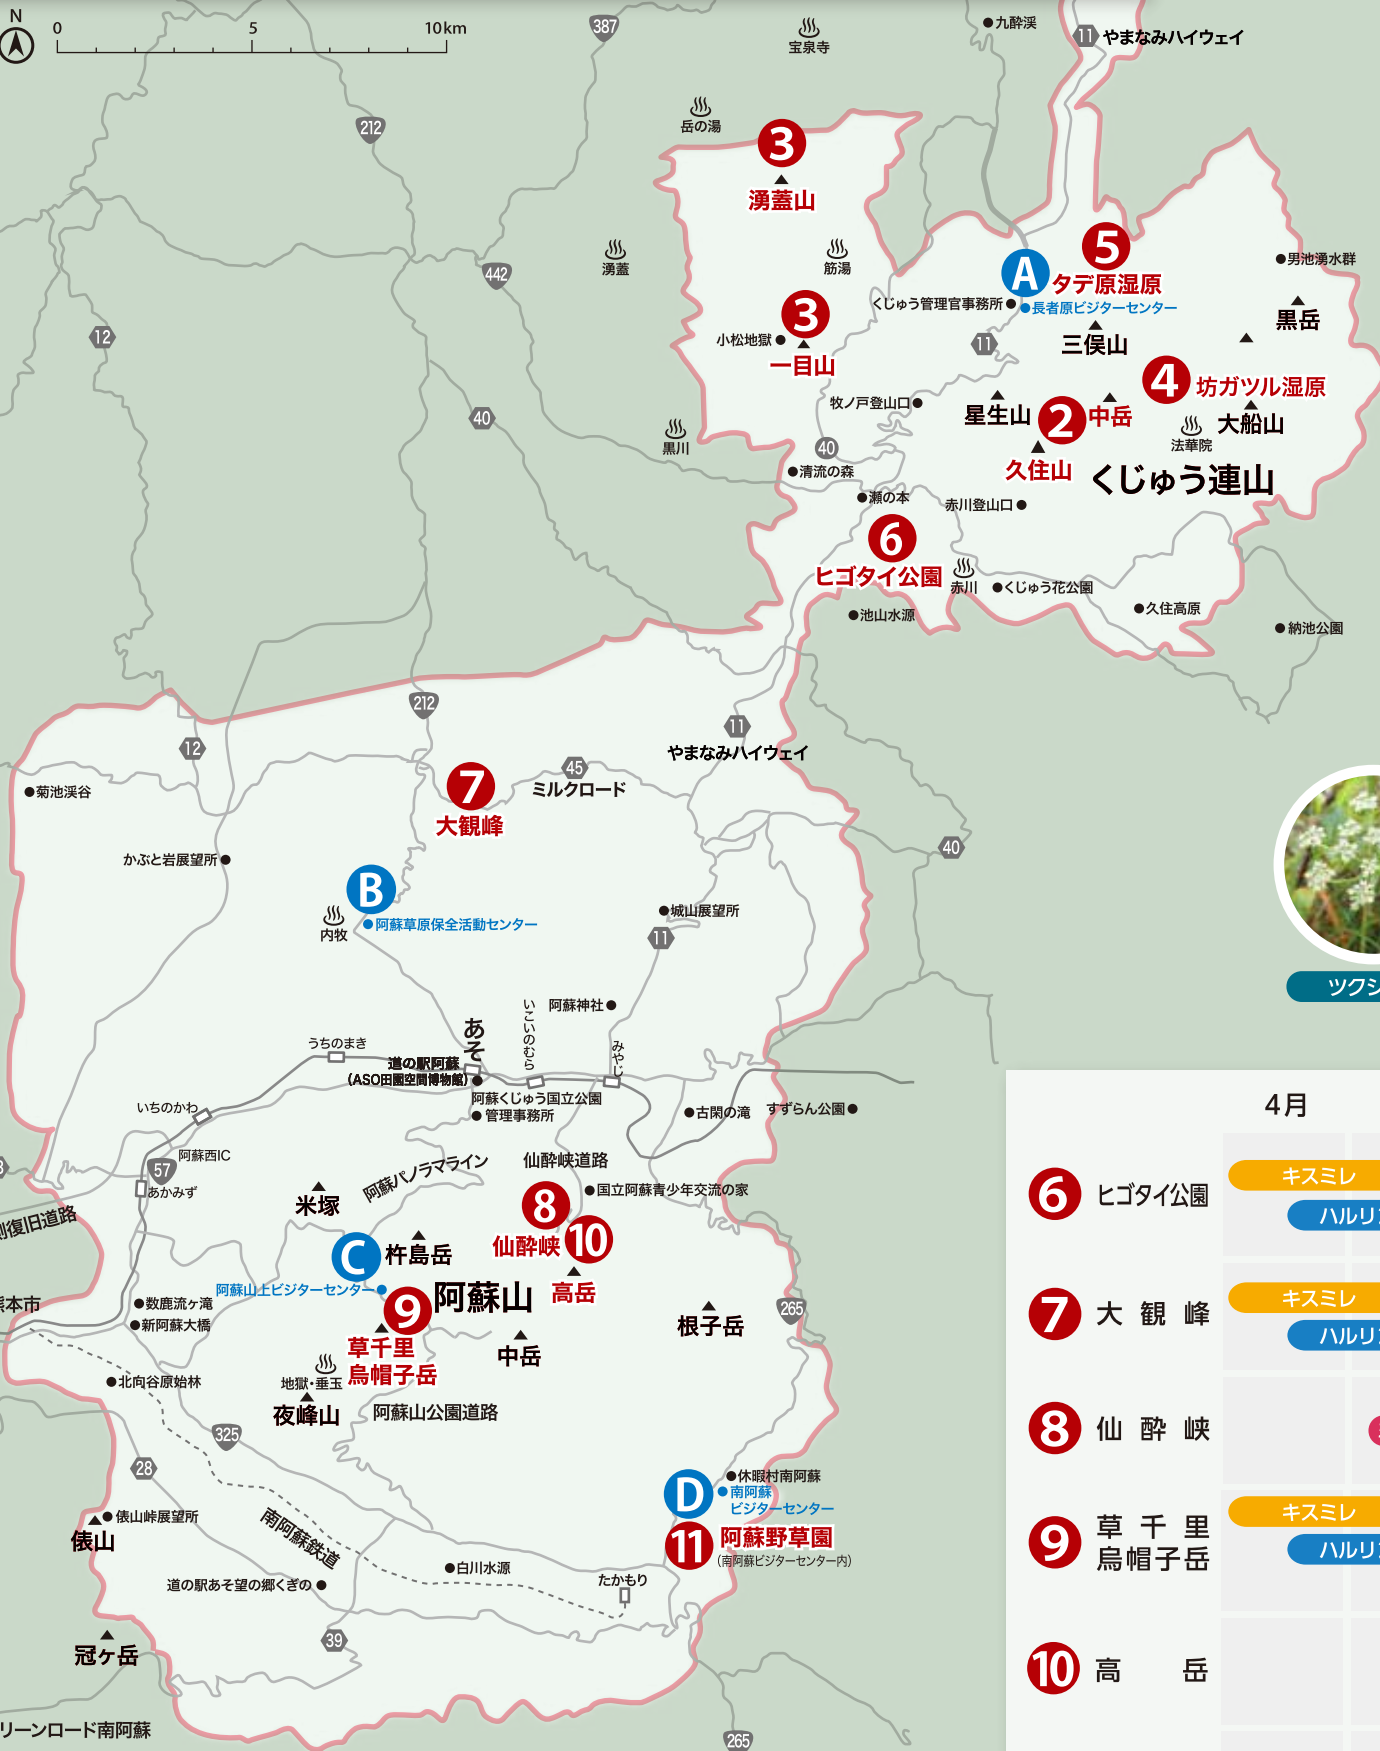 N
0
5
10km
387
宝泉寺
九酔渓
11
やまなみハイウェイ
212
岳の湯
3
湧蓋山
湧蓋
筋湯
442
5
A
タデ原湿原
くじゅう管理官事務所
長者原ビジターセンター
男池湧水群
黒岳
12
3
小松地獄
一目山
11
三俣山
4
坊ガツル湿原
牧ノ戸登山口
星生山
2
中岳
大船山
40
黒川
40
法華院
清流の森
久住山
くじゅう連山
瀬の本
赤川登山口
6
ヒゴタイ公園
赤川
くじゅう花公園
池山水源
久住高原
納池公園
212
12
11
やまなみハイウェイ
菊池渓谷
7
大観峰
45
ミルクロード
かぶと岩展望所
40
B
内牧
阿蘇草原保全活動センター
城山展望所
11
ツクシ
阿蘇神社
いこいのむら
あそ
みやじ
うちのまき
道の駅阿蘇
(ASO田園空間博物館)
いちのかわ
阿蘇くじゅう国立公園
管理事務所
古閑の滝
すずらん公園
阿蘇西IC
57
あかみず
阿蘇パノラマライン
仙酔峡道路
米塚
8
国立阿蘇青少年交流の家
復旧道路
C
杵島岳
仙酔峡
10
阿蘇山上ビジターセンター
阿蘇山
高岳
9
数鹿流ヶ滝
新阿蘇大橋
本市
草千里
烏帽子岳
中岳
根子岳
265
地獄・垂玉
北向谷原始林
夜峰山
阿蘇山公園道路
325
28
D
休暇村南阿蘇
南阿蘇
ビジターセンター
俵山峠展望所
俵山
南阿蘇鉄道
11
阿蘇野草園
(南阿蘇ビジターセンター内)
白川水源
道の駅あそ望の郷くぎの
たかもり
冠ヶ岳
39
リーンロード南阿蘇
265
4月
6
ヒゴタイ公園
キスミレ
ハルリ
7
大観峰
キスミレ
ハルリ
8
仙酔峡
9
草千里
烏帽子岳
キスミレ
ハルリ
10
高岳